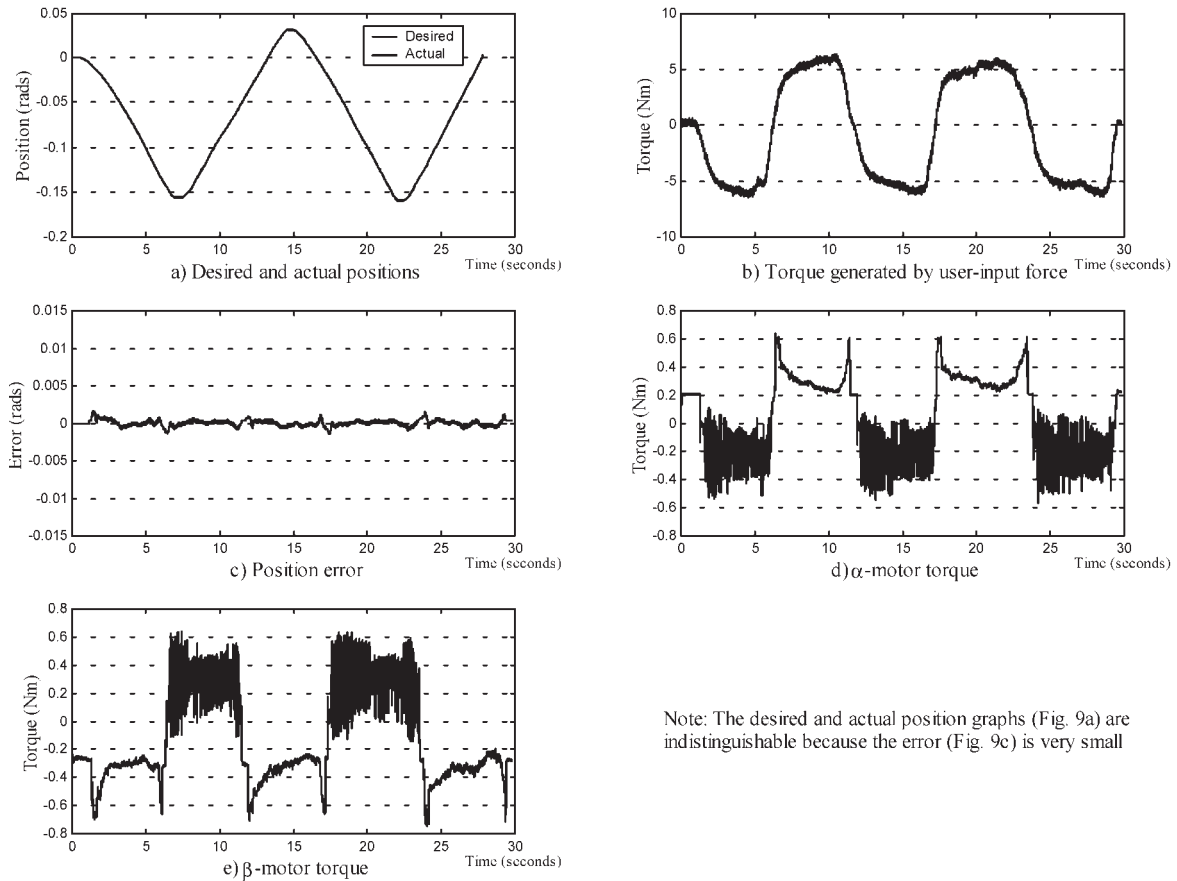 0.05
0
-0.05
-0.1
-0.15
-0.2
Position (rads)
Desired
Actual
0 5 10 15 20 25 30
Time (seconds)
a) Desired and actual positions
10
5
0
-5
-10
Torque (Nm)
0 5 10 15 20 25 30
Time (seconds)
b) Torque generated by user-input force
0.015
0.01
0.005
0
-0.005
-0.01
-0.015
Error (rads)
0 5 10 15 20 25 30
Time (seconds)
c) Position error
0.8
0.6
0.4
0.2
0
-0.2
-0.4
-0.6
-0.8
Torque (Nm)
0 5 10 15 20 25 30
Time (seconds)
d) α-motor torque
0.8
0.6
0.4
0.2
0
-0.2
-0.4
-0.6
-0.8
Torque (Nm)
0 5 10 15 20 25 30
Time (seconds)
e) β-motor torque
Note: The desired and actual position graphs (Fig. 9a) are
indistinguishable because the error (Fig. 9c) is very small